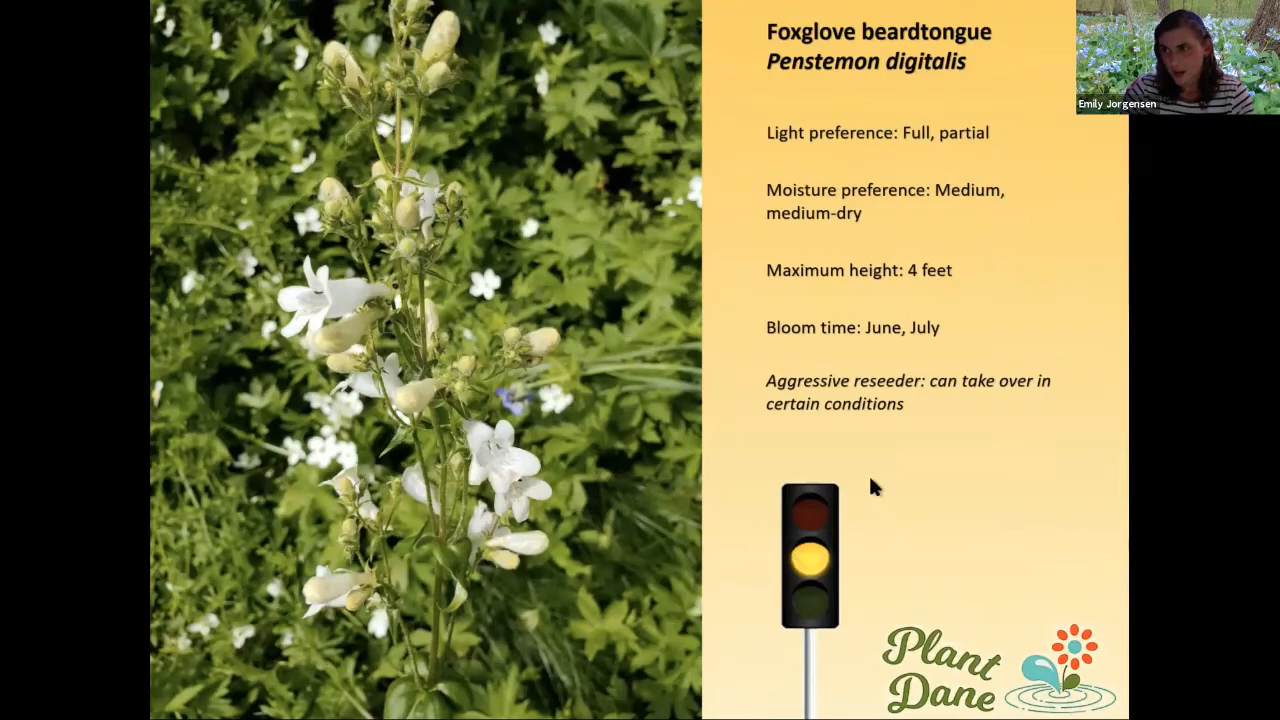 Foxglove beardtongue
Penstemon digitalis
Emily Jorgensen
Light preference: Full, partial
Moisture preference: Medium,
medium-dry
Maximum height: 4 feet
Bloom time: June, July
Aggressive reseeder: can take over in
certain conditions
Plant
Dane